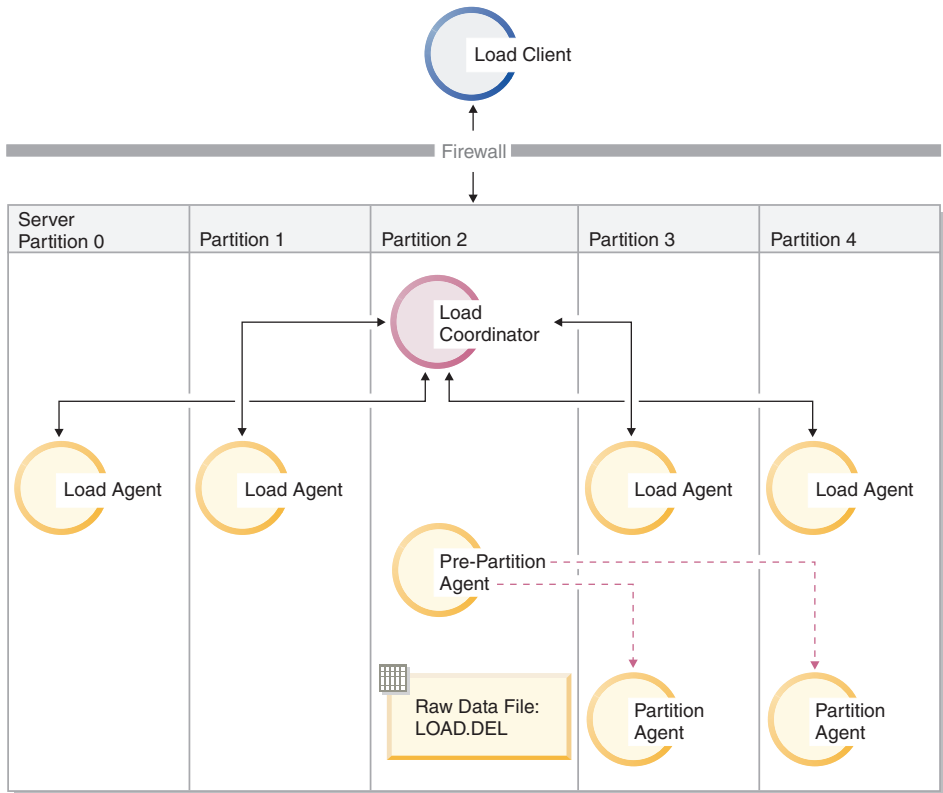 Load Client
Firewall
Server
Partition 0
Partition 1
Partition 2
Partition 3
Partition 4
Load
Coordinator
Load Agent
Load Agent
Load Agent
Load Agent
Pre-Partition
Agent
Raw Data File:
LOAD.DEL
Partition
Agent
Partition
Agent